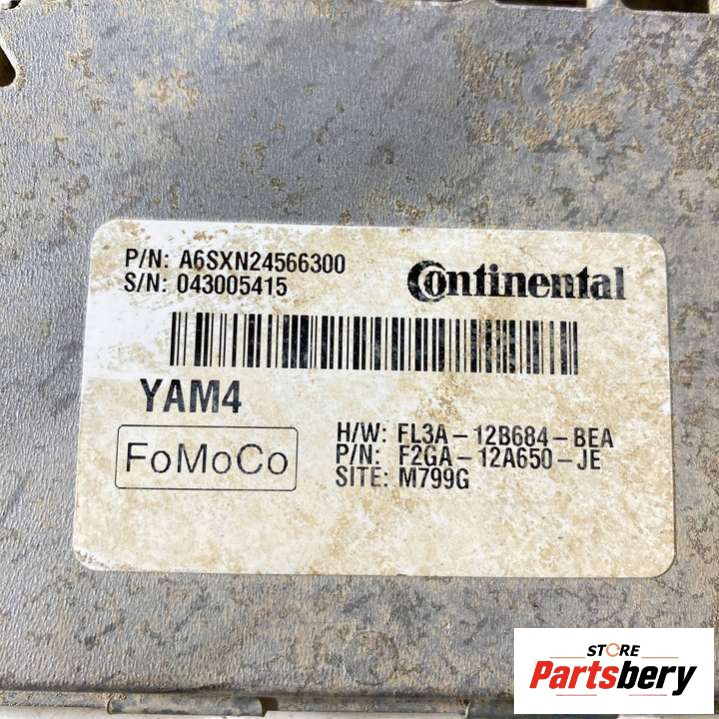 P/N: A6SXN24566300
S/N: 043005415
Continental
YAM4
FoMoCo
H/W: FL3A-12B684-BEA
P/N: F2GA-12A650-JE
SITE: M799G
STORE
Partsbery